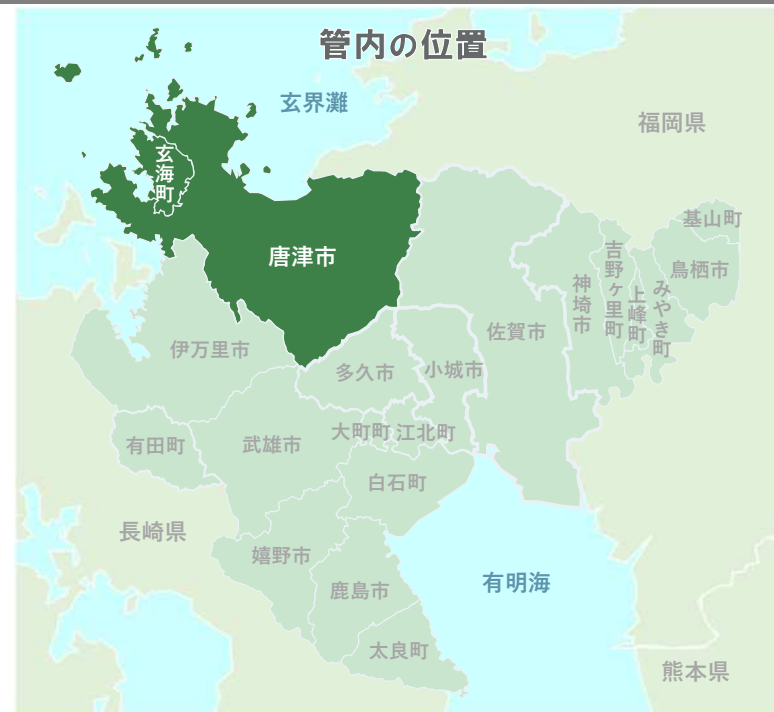 管内の位置
玄界灘
福岡県
玄海町
唐津市
基山町
鳥栖市
みやき町
上峰町
吉野ヶ里町
神埼市
佐賀市
小城市
多久市
伊万里市
有田町
武雄市
大町町
江北町
白石町
長崎県
嬉野市
鹿島市
太良町
有明海
熊本県